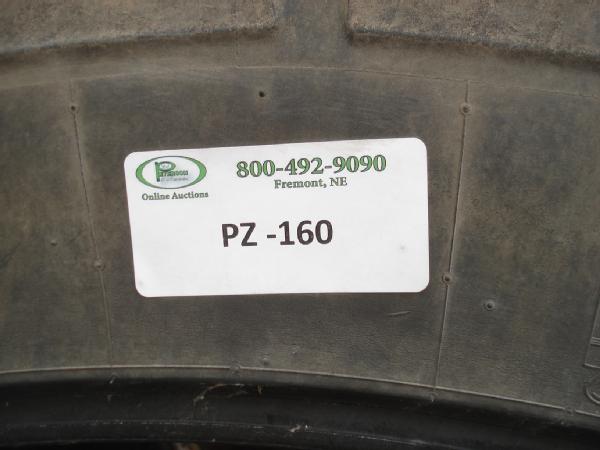 800-492-9090
Fremont, NE
Online Auctions
PZ -160